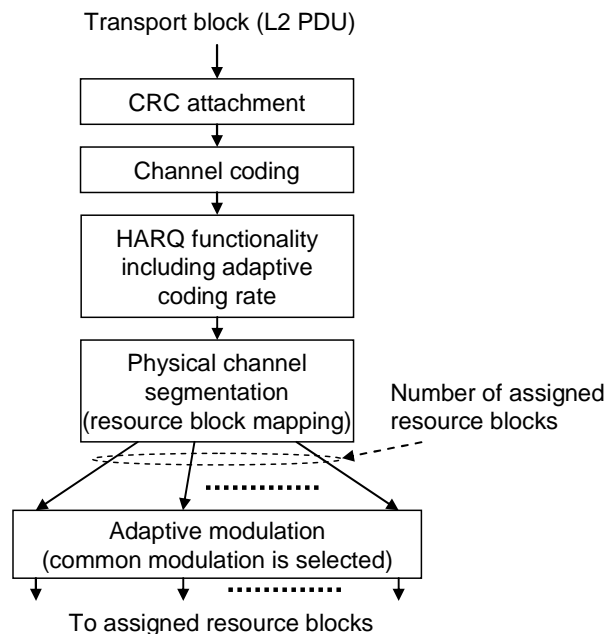 Transport block (L2 PDU)
CRC attachment
Channel coding
HARQ functionality
including adaptive
coding rate
Physical channel
segmentation
(resource block mapping)
Number of assigned
resource blocks
Adaptive modulation
(common modulation is selected)
To assigned resource blocks